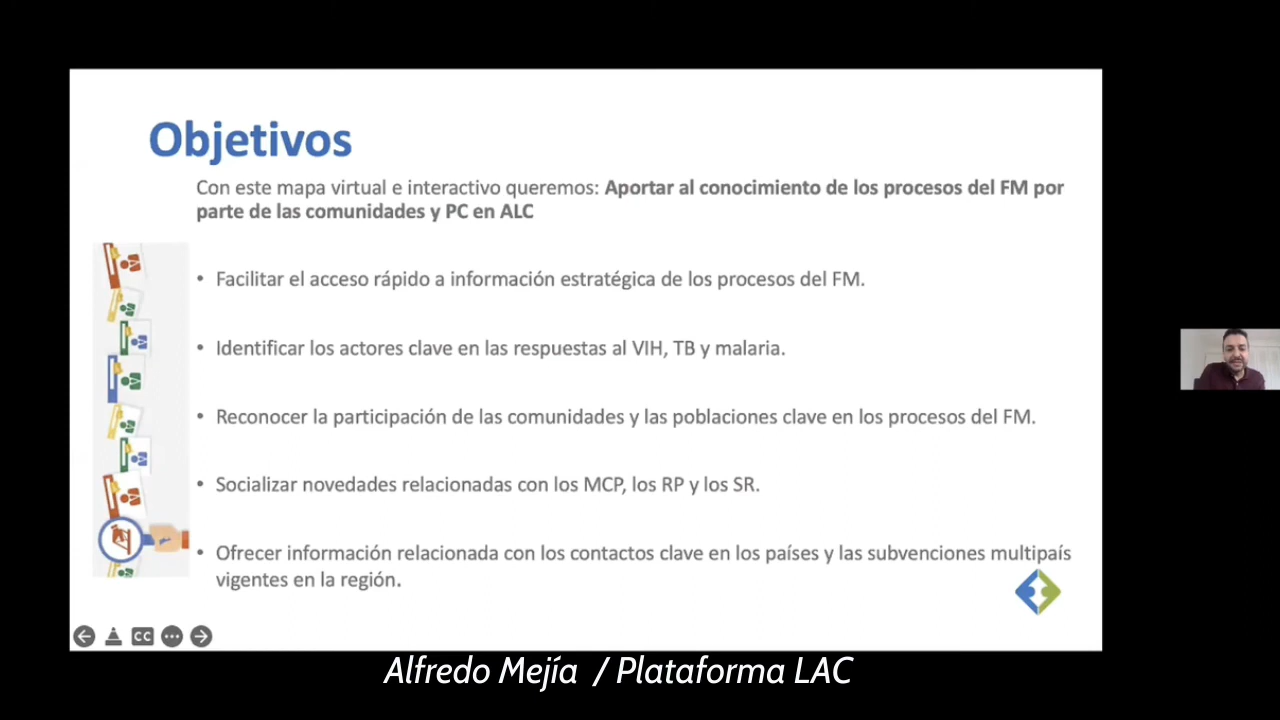 Objetivos
Con este mapa virtual e interactivo queremos: Aportar al conocimiento de los procesos del FM por
parte de las comunidades y PC en ALC
• Facilitar el acceso rápido a información estratégica de los procesos del FM.
• Identificar los actores clave en las respuestas al VIH, TB y malaria.
• Reconocer la participación de las comunidades y las poblaciones clave en los procesos del FM.
• Socializar novedades relacionadas con los MCP, los RP y los SR.
• Ofrecer información relacionada con los contactos clave en los países y las subvenciones multipaís
vigentes en la región.
CC
Alfredo Mejía / Plataforma LAC